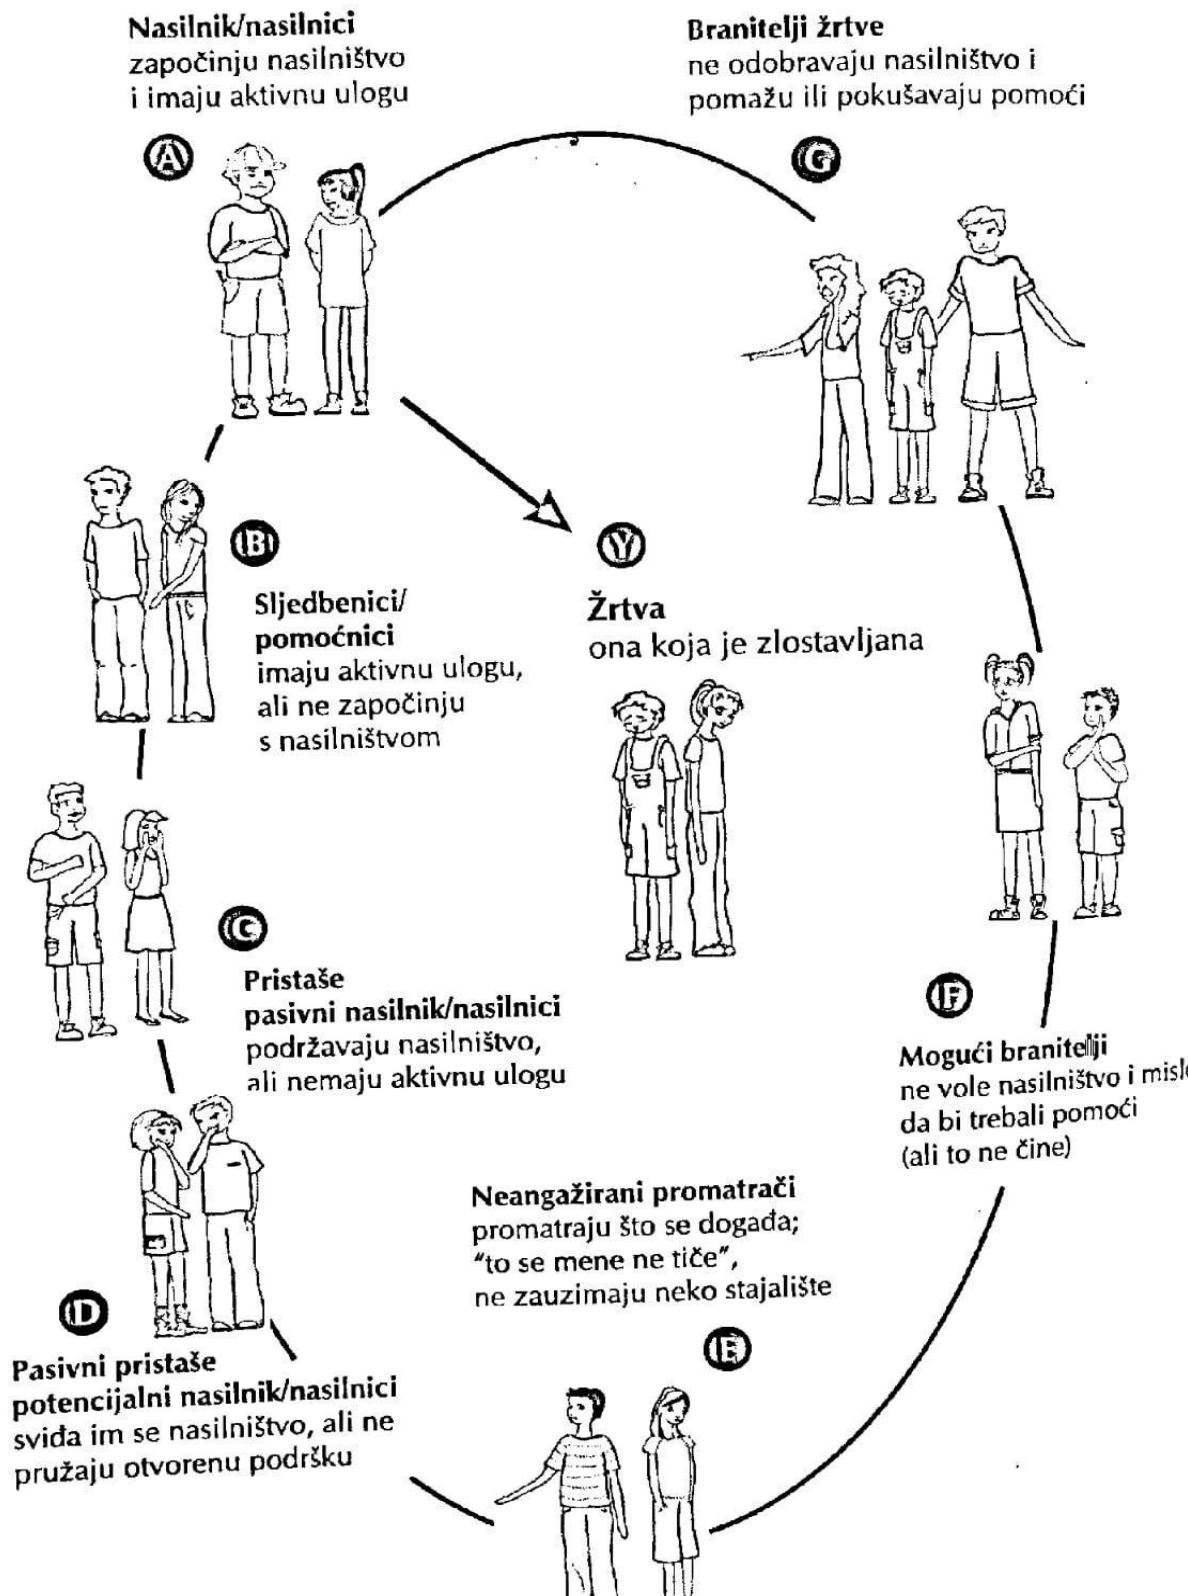 Nasilnik/nasilnici
započinju nasilništvo
i imaju aktivnu ulogu
A
Branitelji žrtve
ne odobravaju nasilništvo i
pomažu ili pokušavaju pomoći
G
B
Sljedbenici/
pomoćnici
imaju aktivnu ulogu,
ali ne započinju
s nasilništvom
Y
Žrtva
ona koja je zlostavljana
C
Pristaše
pasivni nasilnik/nasilnici
podržavaju nasilništvo,
ali nemaju aktivnu ulogu
F
Mogući branitelji
ne vole nasilništvo i
da bi trebali pomoći
(ali to ne čine)
Neangažirani promatrači
promatraju što se događa;
"to se mene ne tiče",
ne zauzimaju neko stajalište
E
D
Pasivni pristaše
potencijalni nasilnik/nasilnici
sviđa im se nasilništvo, ali ne
pružaju otvorenu podršku